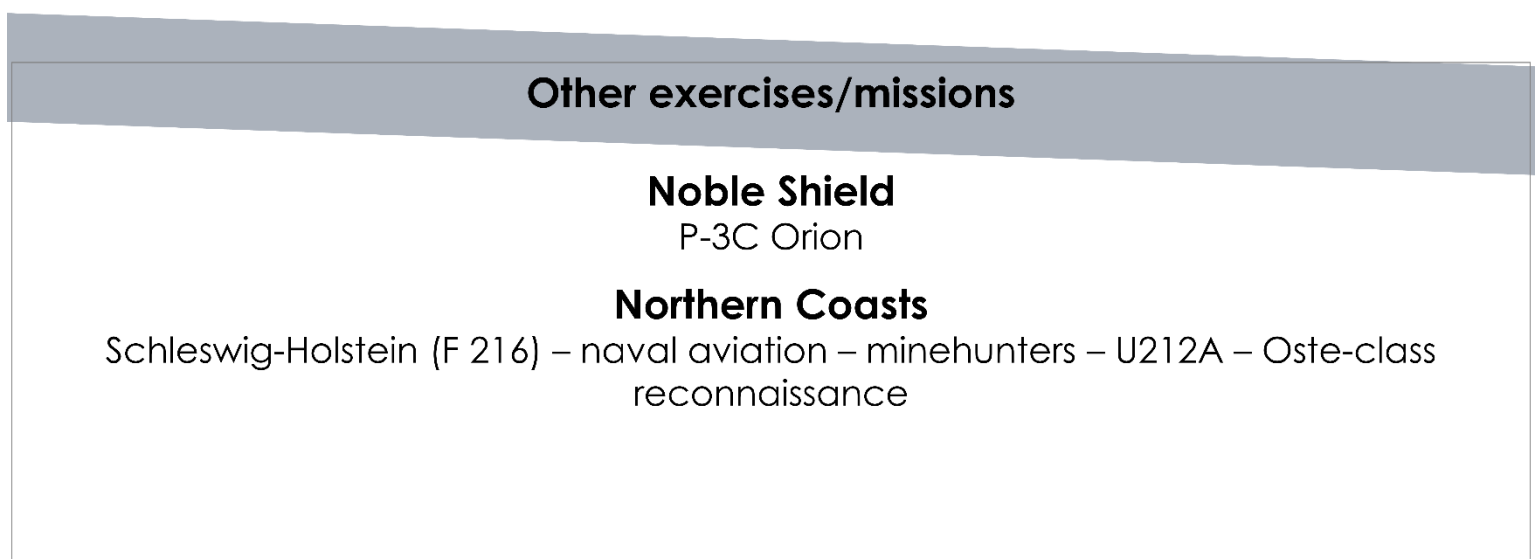 Other exercises/missions
Noble Shield
P-3C Orion
Northern Coasts
Schleswig-Holstein (F 216) – naval aviation – minehunters – U212A – Oste-class
reconnaissance